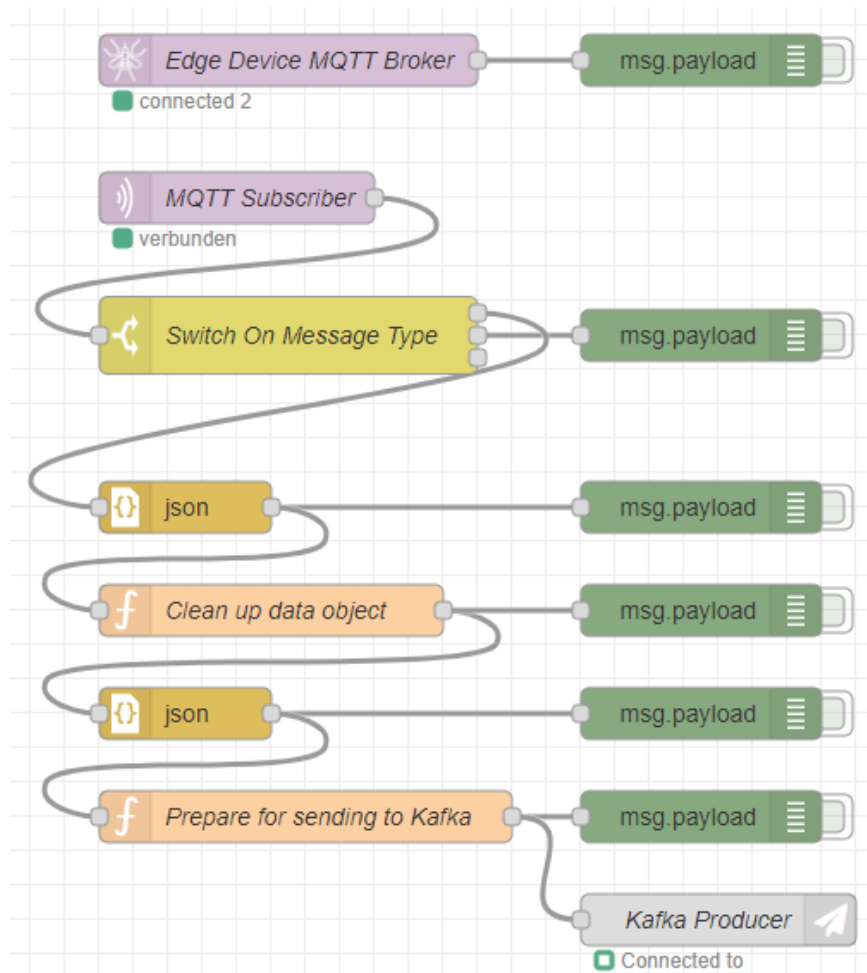 Edge Device MQTT Broker
msg.payload
connected 2
MQTT Subscriber
verbunden
Switch On Message Type
msg.payload
{} json
msg.payload
Clean up data object
msg.payload
{} json
msg.payload
Prepare for sending to Kafka
msg.payload
Kafka Producer
Connected to